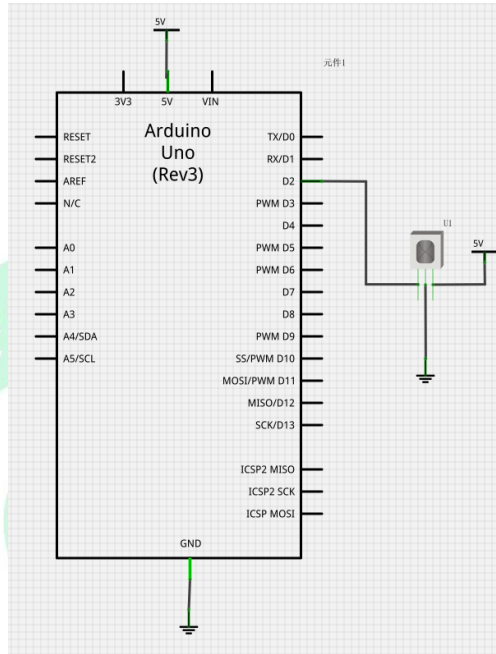 5V
元件1
3V3 5V VIN
Arduino
Uno
(Rev3)
RESET
RESET2
AREF
N/C
A0
A1
A2
A3
A4/SDA
A5/SCL
TX/D0
RX/D1
D2
PWM D3
D4
PWM D5
PWM D6
D7
D8
PWM D9
SS/PWM D10
MOSI/PWM D11
MISO/D12
SCK/D13
ICSP2 MISO
ICSP2 SCK
ICSP MOSI
GND
U1
5V